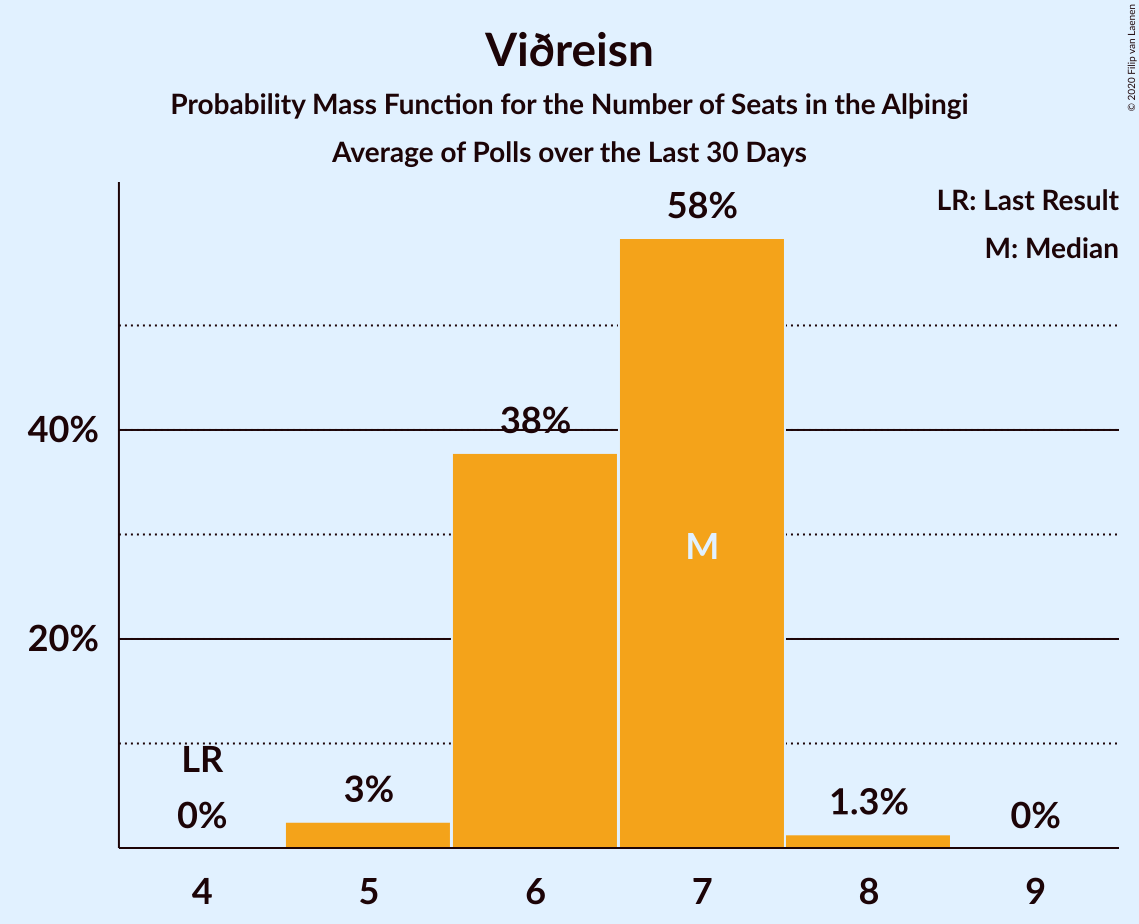 Viðreisn
Probability Mass Function for the Number of Seats in the Alþingi
Average of Polls over the Last 30 Days
© 2020 Filip van Laenen
LR: Last Result
M: Median
58%
40%
38%
M
20%
LR
0%
3%
1.3%
0%
4 5 6 7 8 9